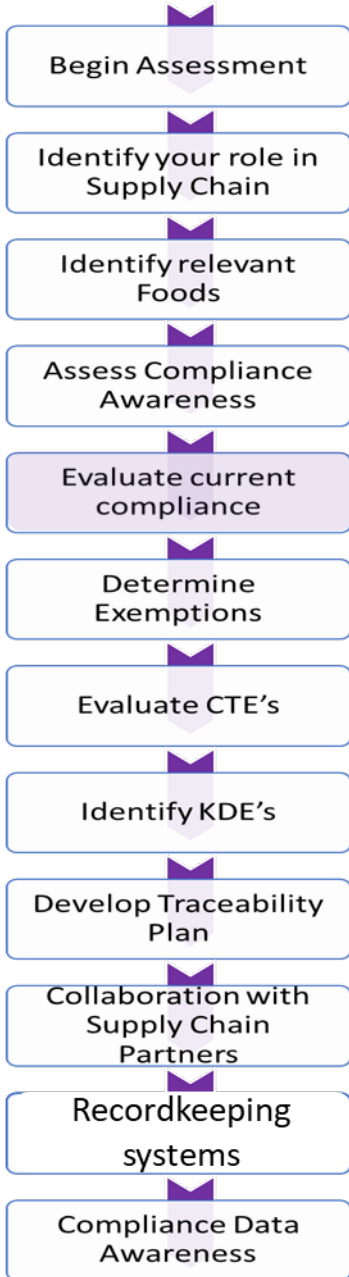 Begin Assessment
Identify your role in
Supply Chain
Identify relevant
Foods
Assess Compliance
Awareness
Evaluate current
compliance
Determine
Exemptions
Evaluate CTE's
Identify KDE's
Develop Traceability
Plan
Collaboration with
Supply Chain
Partners
Recordkeeping
systems
Compliance Data
Awareness